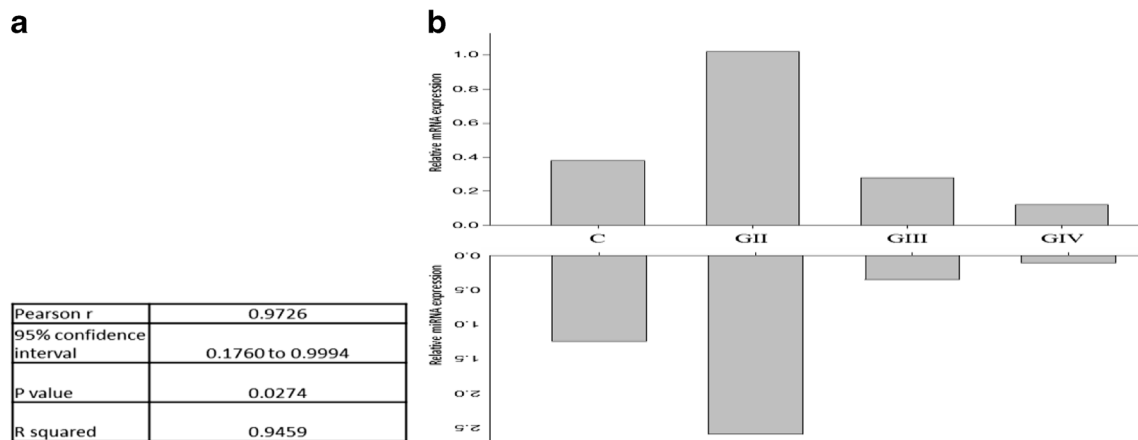 a
Pearson r 0.9726
95% confidence
interval 0.1760 to 0.9994
P value 0.0274
R squared 0.9459
b
Relative mRNA expression
1.0
0.8
0.6
0.4
0.2
0.0
C GII GIII GIV
Relative miRNA expression
0.0
0.5
1.0
1.5
2.0
2.5